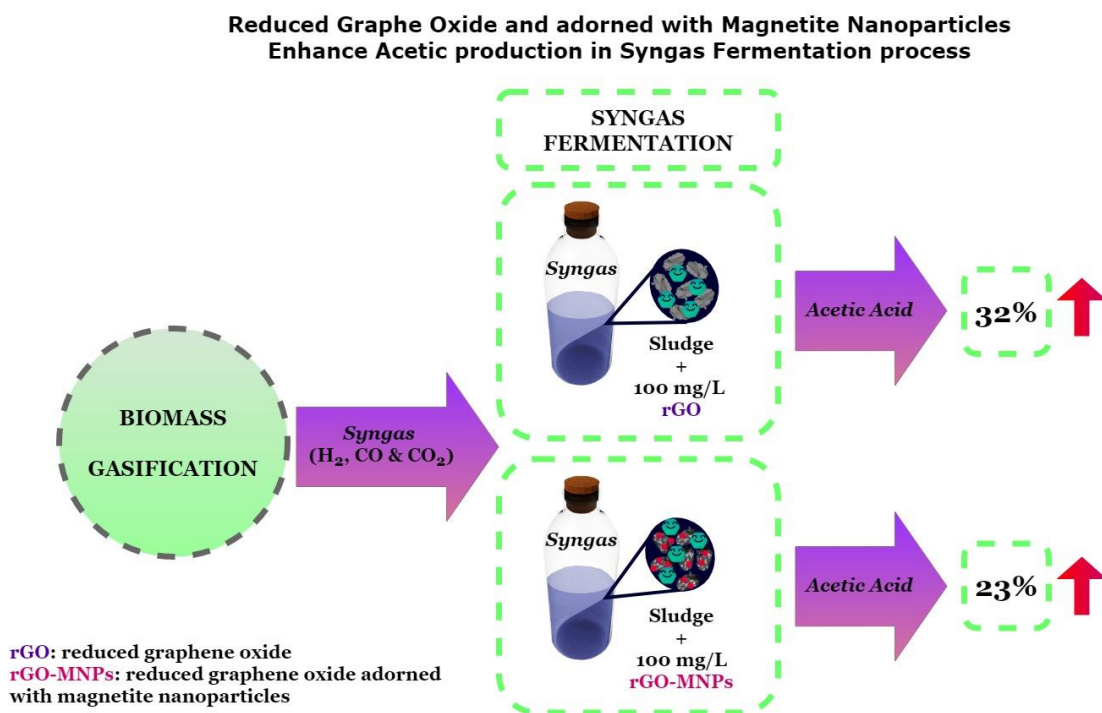 Reduced Graphe Oxide and adorned with Magnetite Nanoparticles
Enhance Acetic production in Syngas Fermentation process
SYNGAS
FERMENTATION
Syngas
Sludge
+
100 mg/L
rGO
Acetic Acid
32%
BIOMASS
GASIFICATION
Syngas
(H₂, CO & CO₂)
Syngas
Sludge
+
100 mg/L
rGO-MNPs
Acetic Acid
23%
rGO: reduced graphene oxide
rGO-MNPs: reduced graphene oxide adorned
with magnetite nanoparticles